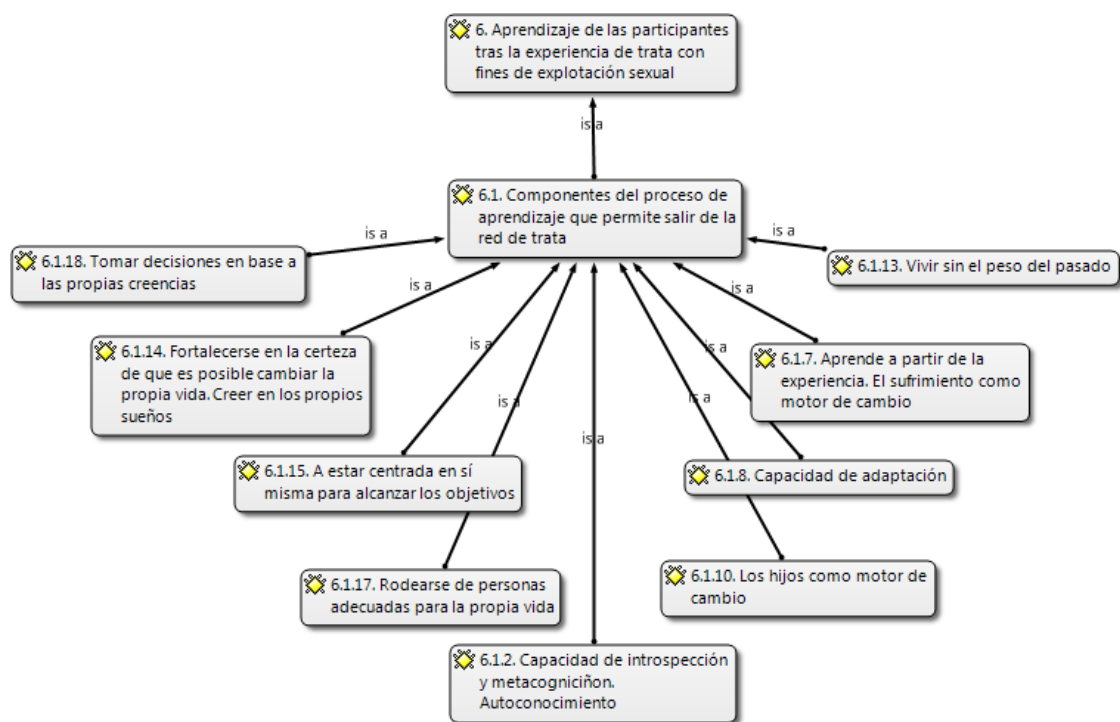 6. Aprendizaje de las participantes
tras la experiencia de trata con
fines de explotación sexual
is a
6.1. Componentes del proceso de
aprendizaje que permite salir de la
red de trata
is a
is a
6.1.18. Tomar decisiones en base a
las propias creencias
6.1.13. Vivir sin el peso del pasado
is a
is a
6.1.14. Fortalecerse en la certeza
de que es posible cambiar la
propia vida. Creer en los propios
sueños
is a
is a
6.1.7. Aprende a partir de la
experiencia. El sufrimiento como
motor de cambio
is a
is a
is a
6.1.15. A estar centrada en sí
misma para alcanzar los objetivos
6.1.8. Capacidad de adaptación
6.1.17. Rodearse de personas
adecuadas para la propia vida
6.1.10. Los hijos como motor de
cambio
6.1.2. Capacidad de introspección
y metacogniciñon.
Autoconocimiento